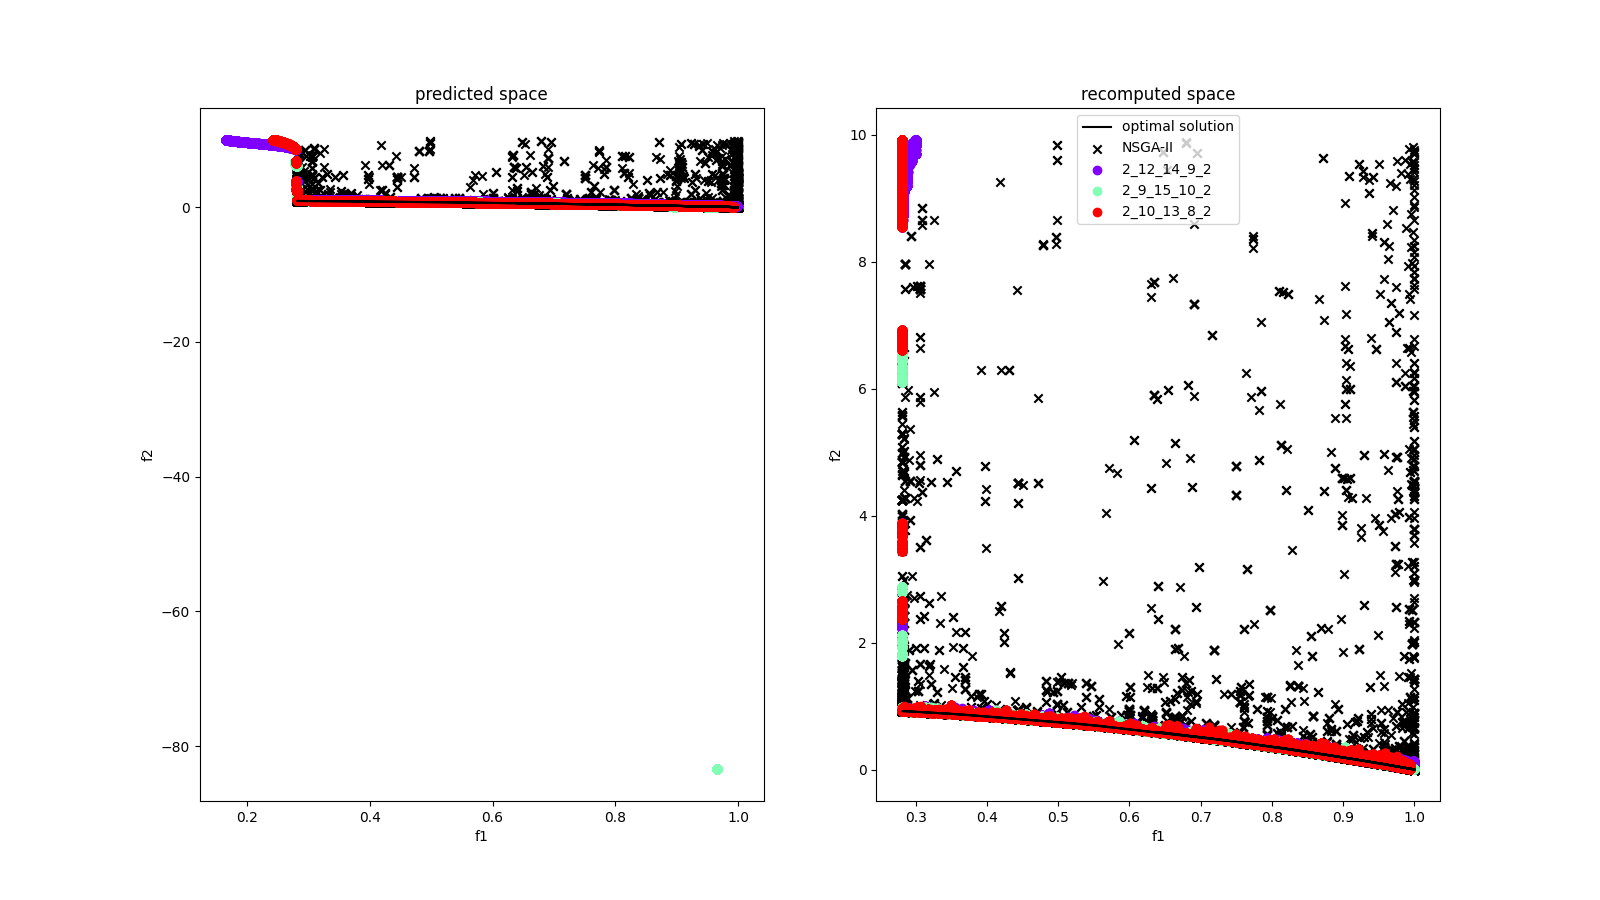 predicted space
0
−20
−40
−60
−80
f2
0.2 0.4 0.6 0.8 1.0
f1
recomputed space
optimal solution
NSGA-II
2_12_14_9_2
2_9_15_10_2
2_10_13_8_2
10
8
6
4
2
0
f2
0.3 0.4 0.5 0.6 0.7 0.8 0.9 1.0
f1